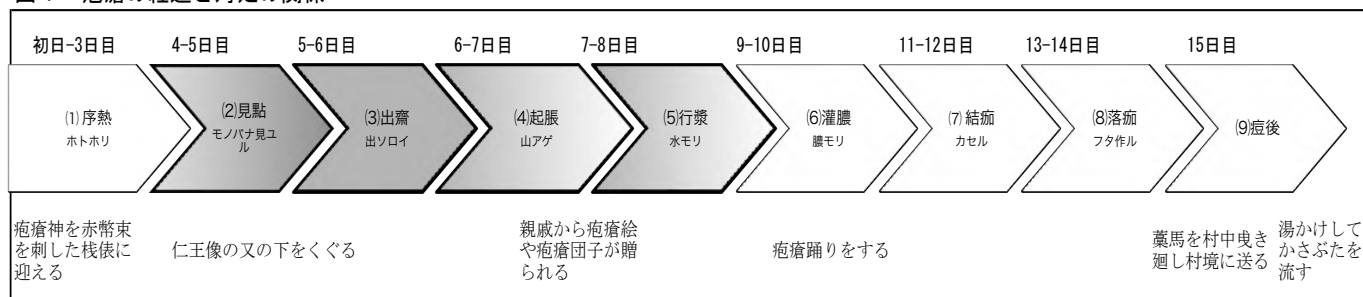 初日-3日目
4-5日目
5-6日目
6-7日目
7-8日目
9-10日目
11-12日目
13-14日目
15日目
⑴序熱
ホトホリ
⑵見點
モノバナ見ユ
ル
⑶出齋
出ソロイ
⑷起脹
山アゲ
⑸行漿
水モリ
⑹灌膿
膿モリ
⑺結痂
カセル
⑻落痂
フタ作ル
⑼痘後
疱瘡神を赤幣束
を刺した桟俵に
迎える
仁王像の又の下をくぐる
親戚から疱瘡絵
や疱瘡団子が贈
られる
疱瘡踊りをする
藁馬を村中曳き
廻し村境に送る
湯かけして
かさぶたを
流す